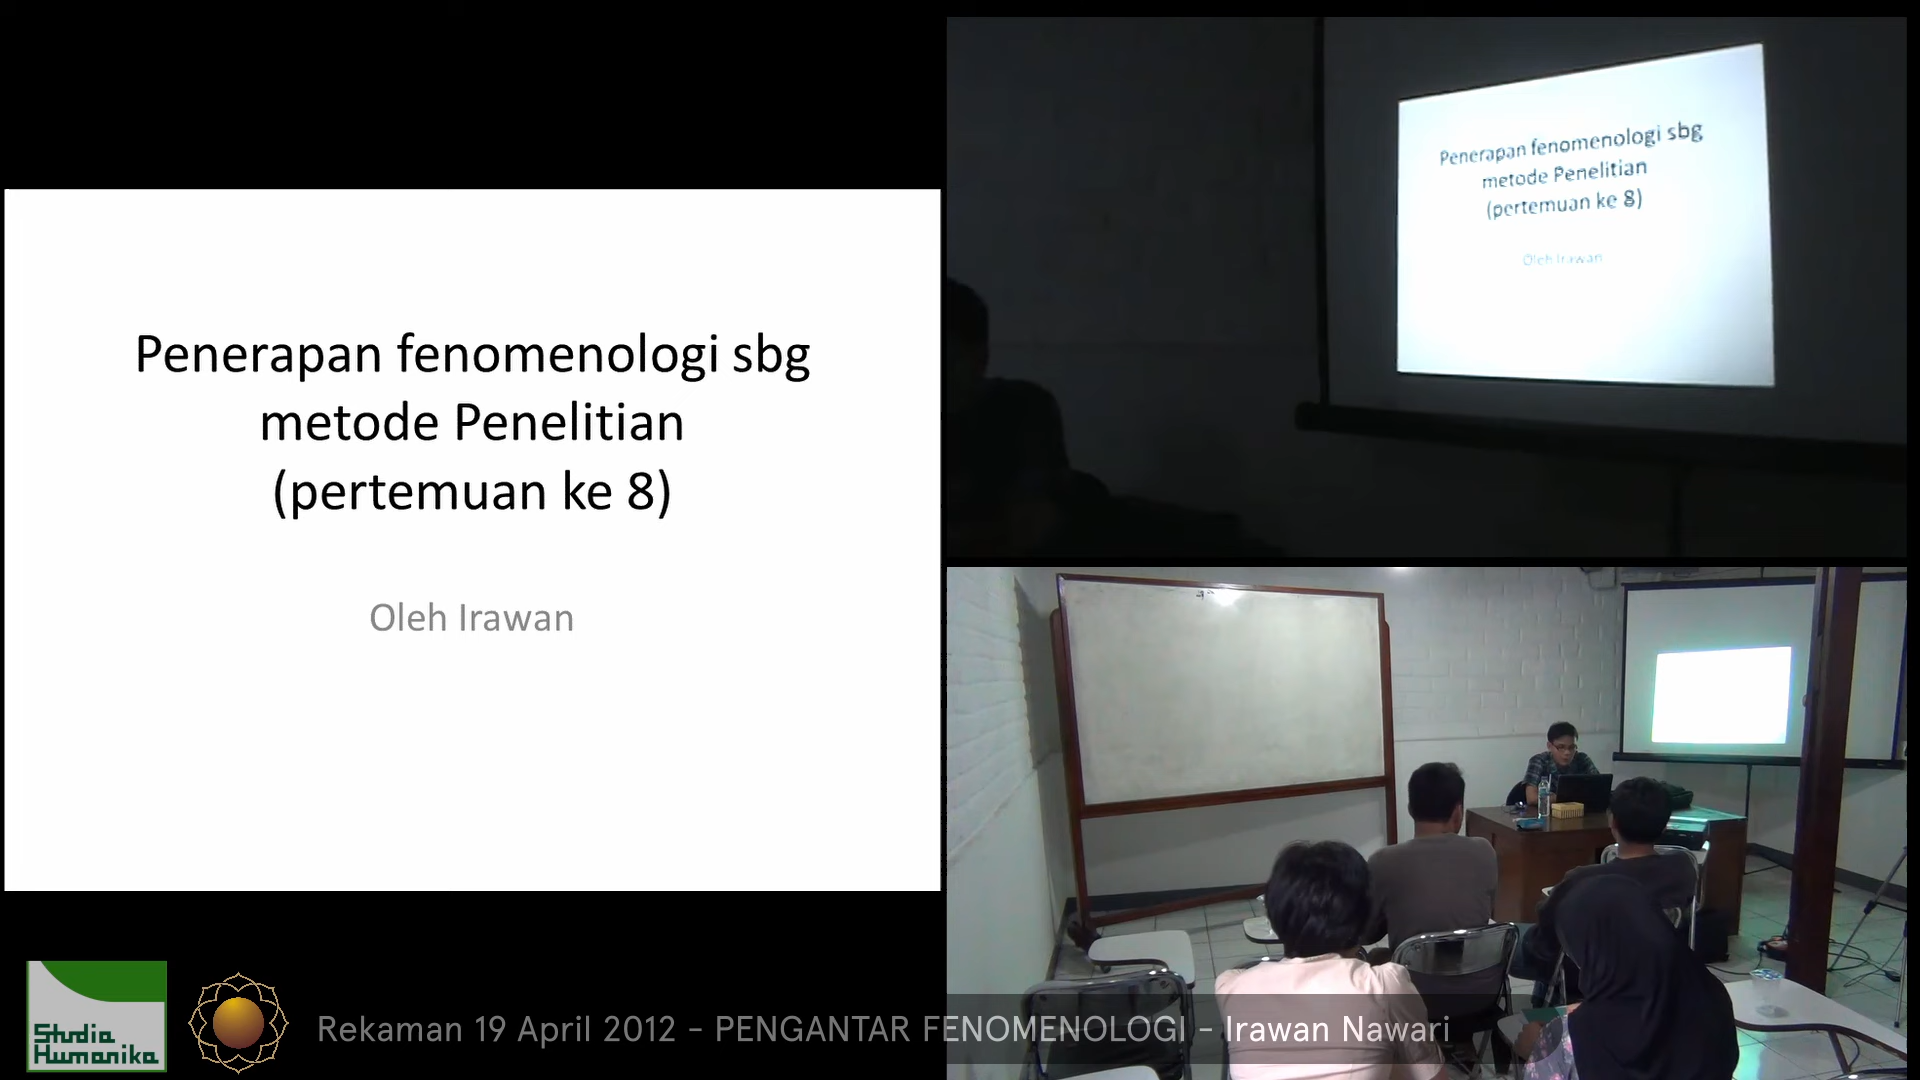 Penerapan fenomenologi sbg
metode Penelitian
(pertemuan ke 8)
Oleh Irawan
Penerapan fenomenologi sbg
metode Penelitian
(pertemuan ke 8)
Oleh Irawan
Studia
Humanika
Rekaman 19 April 2012 - PENGANTAR FENOMENOLOGI - Irawan Nawari